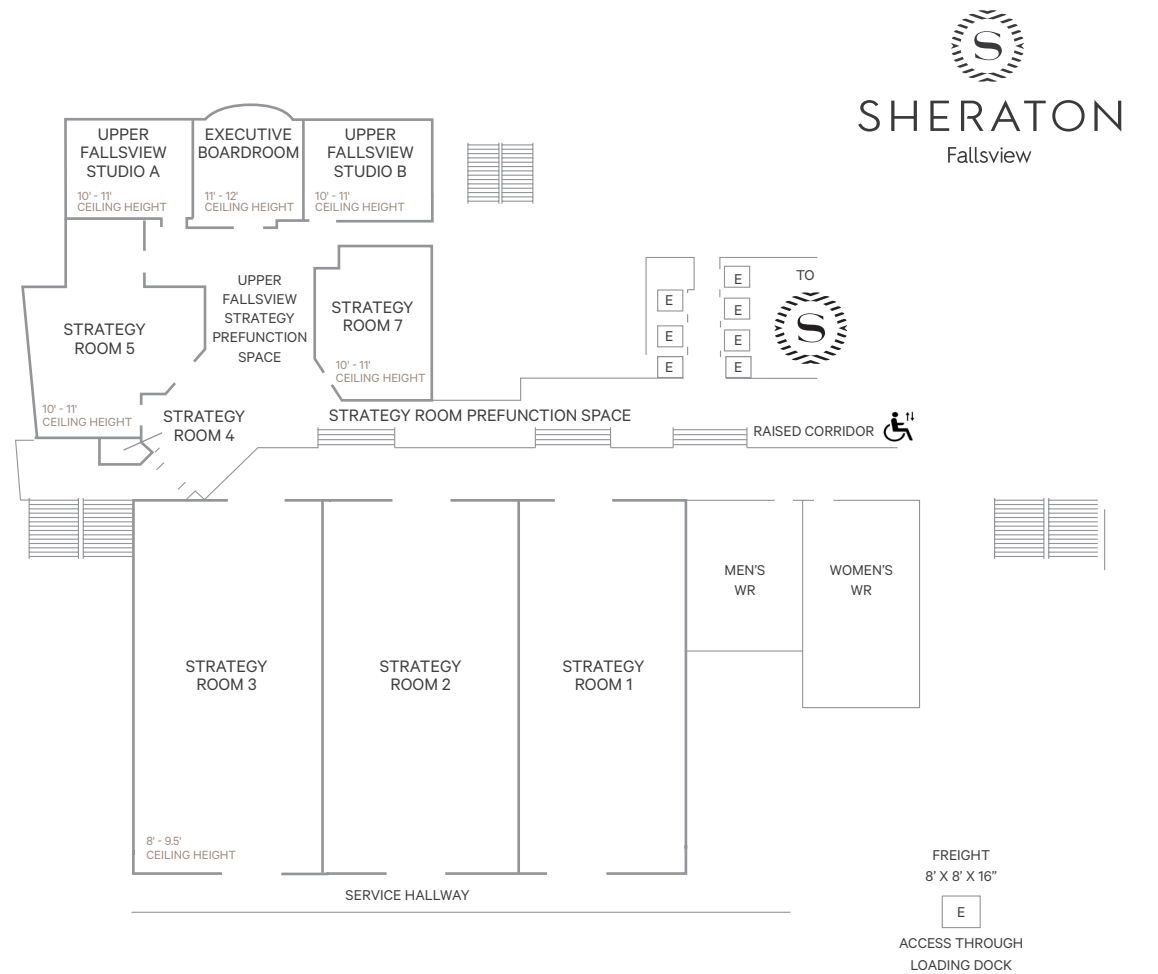 S
SHERATON
Fallsview
UPPER
FALLSVIEW
STUDIO A
10' - 11'
CEILING HEIGHT
EXECUTIVE
BOARDROOM
11' - 12'
CEILING HEIGHT
UPPER
FALLSVIEW
STUDIO B
10' - 11'
CEILING HEIGHT
UPPER
FALLSVIEW
STRATEGY
PREFUNCTION
SPACE
STRATEGY
ROOM 7
10' - 11'
CEILING HEIGHT
STRATEGY
ROOM 5
10' - 11'
CEILING HEIGHT
E
E
E
E
E
E
E
TO
S
STRATEGY
ROOM 4
STRATEGY ROOM PREFUNCTION SPACE
RAISED CORRIDOR
STRATEGY
ROOM 3
8' - 9.5'
CEILING HEIGHT
STRATEGY
ROOM 2
STRATEGY
ROOM 1
MEN'S
WR
WOMEN'S
WR
SERVICE HALLWAY
FREIGHT
8' X 8' X 16"
E
ACCESS THROUGH
LOADING DOCK